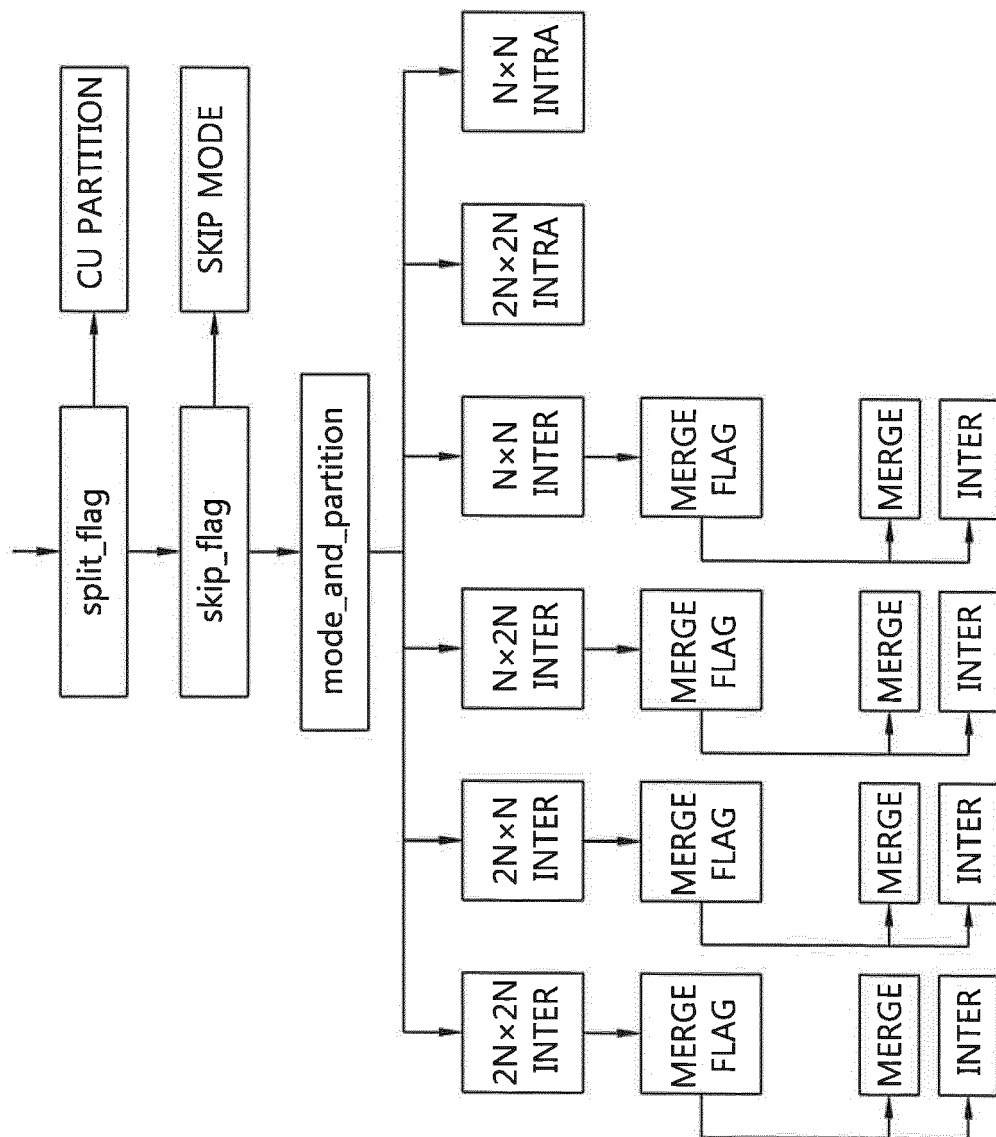 split_flag
CU PARTITION
skip_flag
SKIP MODE
mode_and_partition
2N×2N
INTER
2N×N
INTER
N×2N
INTER
N×N
INTER
2N×2N
INTRA
N×N
INTRA
MERGE
FLAG
MERGE
FLAG
MERGE
FLAG
MERGE
FLAG
MERGE
MERGE
MERGE
MERGE
INTER
INTER
INTER
INTER